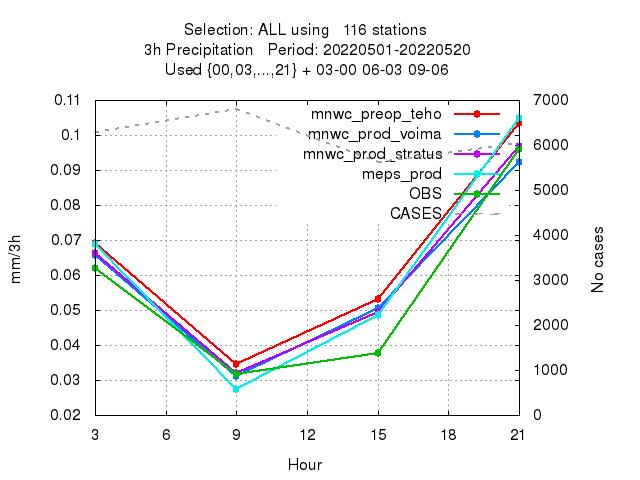 Selection: ALL using   116 stations
3h Precipitation   Period: 20220501-20220520
Used {00,03,...,21} + 03-00 06-03 09-06
mnwc_preop_teho
mnwc_prod_voima
mnwc_prod_stratus
meps_prod
OBS
CASES
0.11
0.1
0.09
0.08
0.07
0.06
0.05
0.04
0.03
0.02
mm/3h
7000
6000
5000
4000
3000
2000
1000
0
No cases
3 6 9 12 15 18 21
Hour